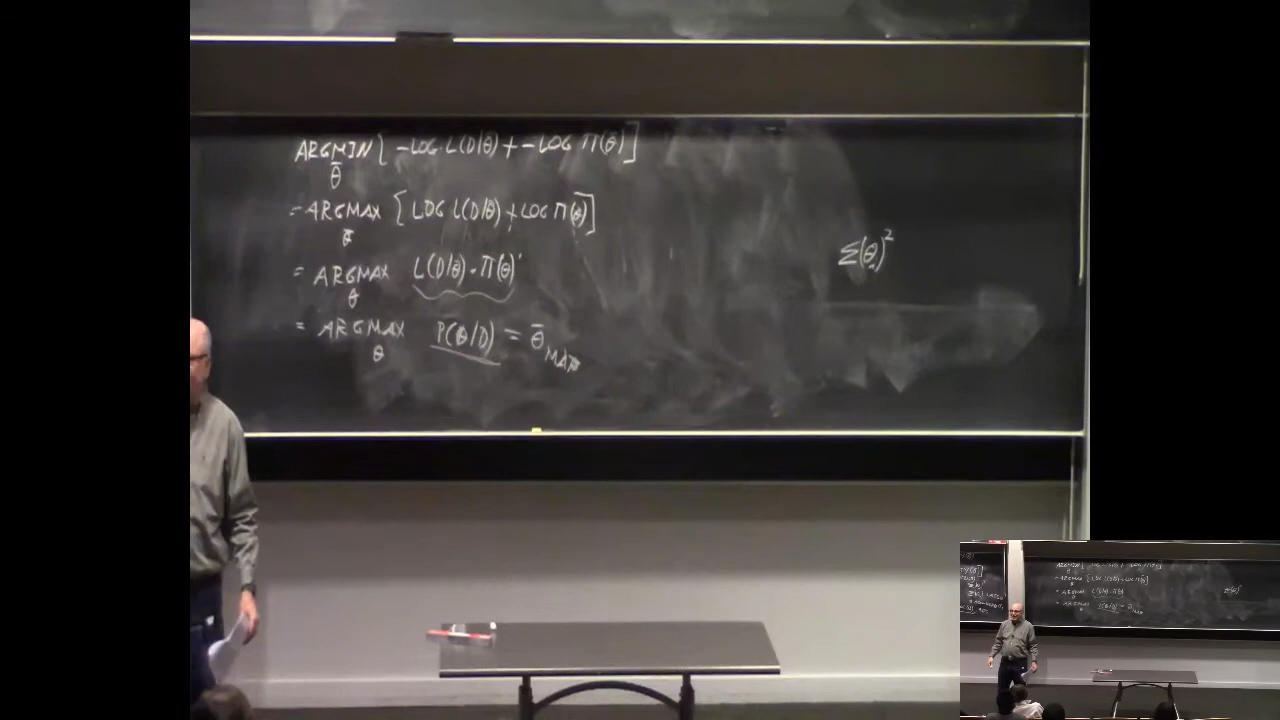 ARGMIN [ -LOG L(D|θ) + -LOG Π(θ) ]
θ̄
= ARGMAX [ LOG L(D|θ) + LOG Π(θ) ]
θ̄
= ARGMAX L(D|θ) · Π(θ)
θ
= ARGMAX P(θ|D) = θ̄ MAP
θ
Σ(θ)²